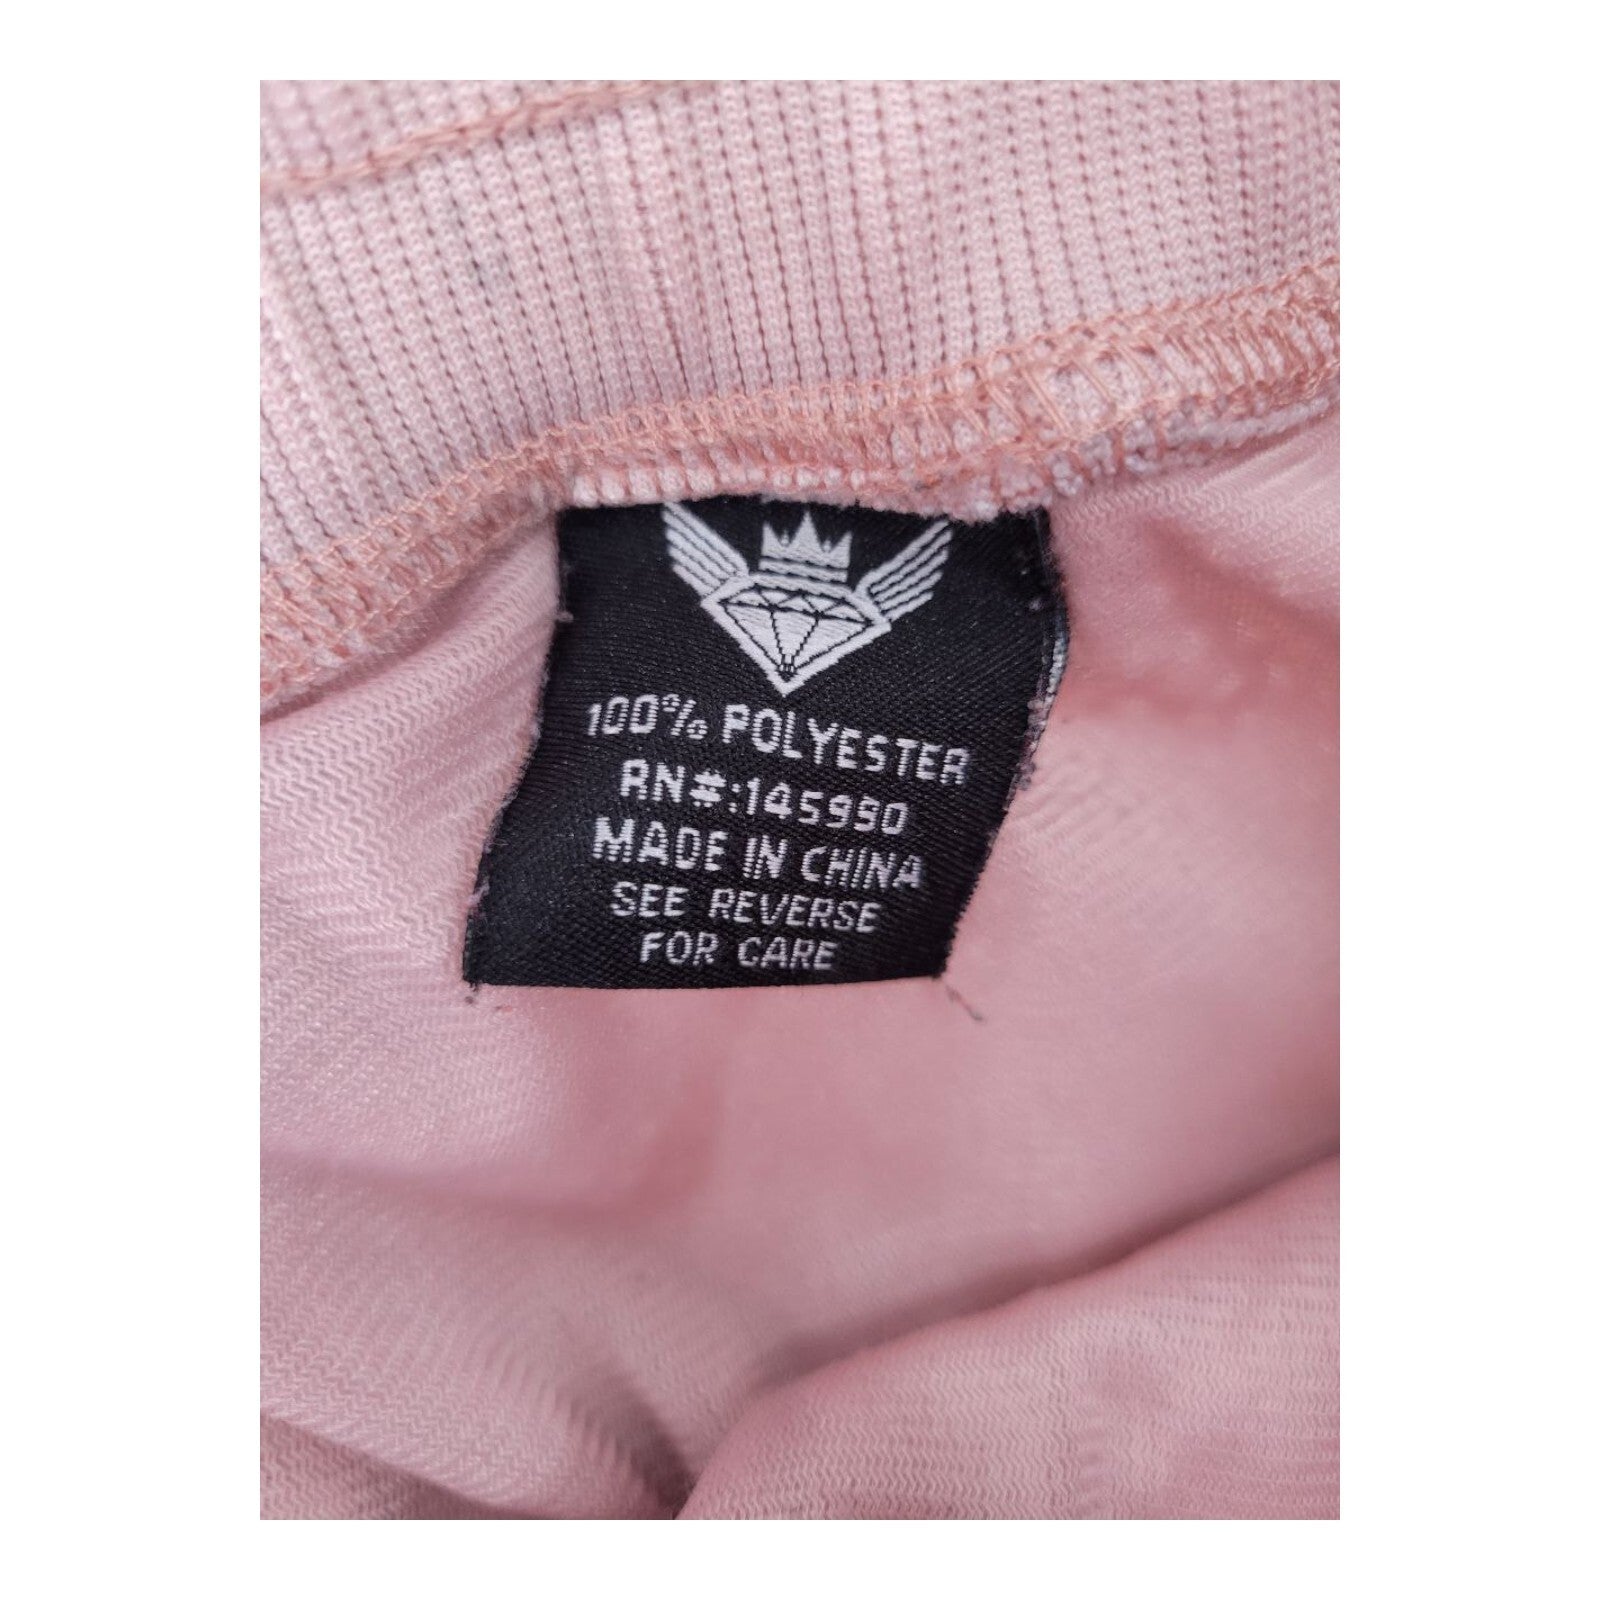 100% POLYESTER
RN#:145990
MADE IN CHINA
SEE REVERSE
FOR CARE